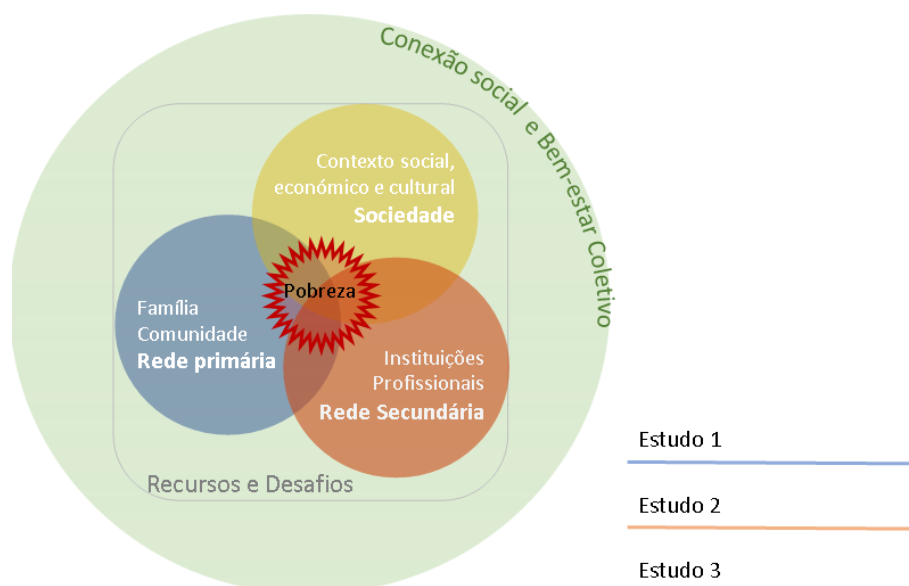 Conexão social e Bem-estar Coletivo
Contexto social,
económico e cultural
Sociedade
Pobreza
Família
Comunidade
Rede primária
Instituições
Profissionais
Rede Secundária
Recursos e Desafios
Estudo 1
Estudo 2
Estudo 3